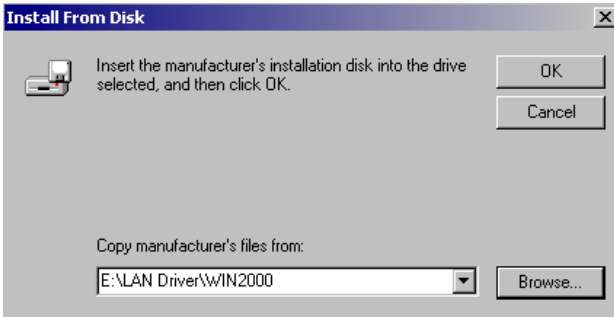 Install From Disk
Insert the manufacturer's installation disk into the drive
selected, and then click OK.
OK
Cancel
Copy manufacturer's files from:
E:\LAN Driver\WIN2000
Browse...